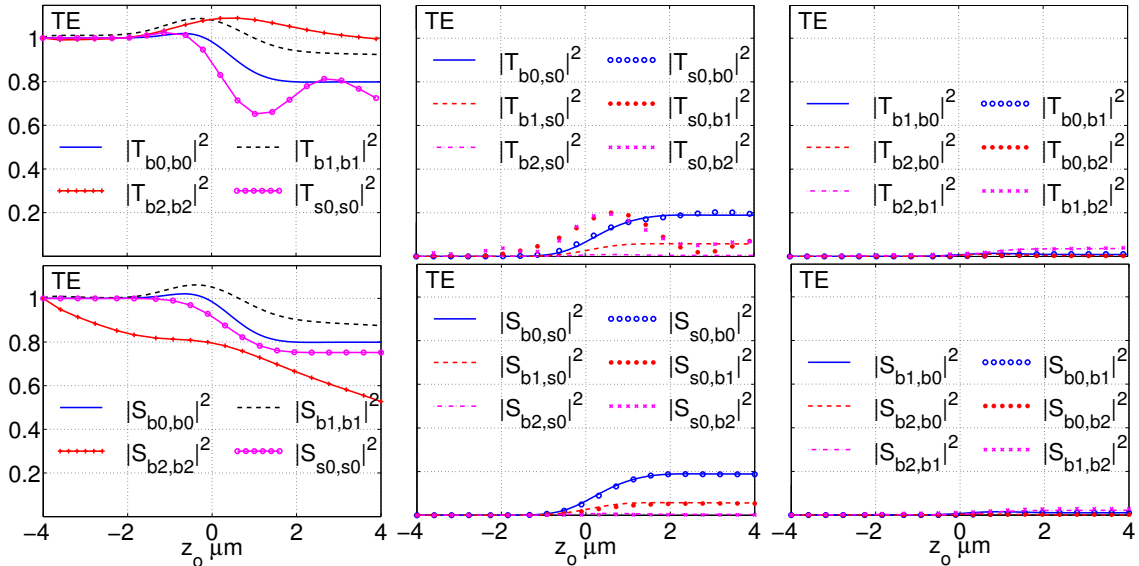 TE
1
0.8
0.6
0.4
0.2
|T_{b0,b0}|^2 |T_{b1,b1}|^2
|T_{b2,b2}|^2 |T_{s0,s0}|^2
TE
|T_{b0,s0}|^2 |T_{s0,b0}|^2
|T_{b1,s0}|^2 |T_{s0,b1}|^2
|T_{b2,s0}|^2 |T_{s0,b2}|^2
TE
|T_{b1,b0}|^2 |T_{b0,b1}|^2
|T_{b2,b0}|^2 |T_{b0,b2}|^2
|T_{b2,b1}|^2 |T_{b1,b2}|^2
TE
1
0.8
0.6
0.4
0.2
|S_{b0,b0}|^2 |S_{b1,b1}|^2
|S_{b2,b2}|^2 |S_{s0,s0}|^2
−4 −2 0 2 4
z_o μm
TE
|S_{b0,s0}|^2 |S_{s0,b0}|^2
|S_{b1,s0}|^2 |S_{s0,b1}|^2
|S_{b2,s0}|^2 |S_{s0,b2}|^2
−4 −2 0 2 4
z_o μm
TE
|S_{b1,b0}|^2 |S_{b0,b1}|^2
|S_{b2,b0}|^2 |S_{b0,b2}|^2
|S_{b2,b1}|^2 |S_{b1,b2}|^2
−4 −2 0 2 4
z_o μm